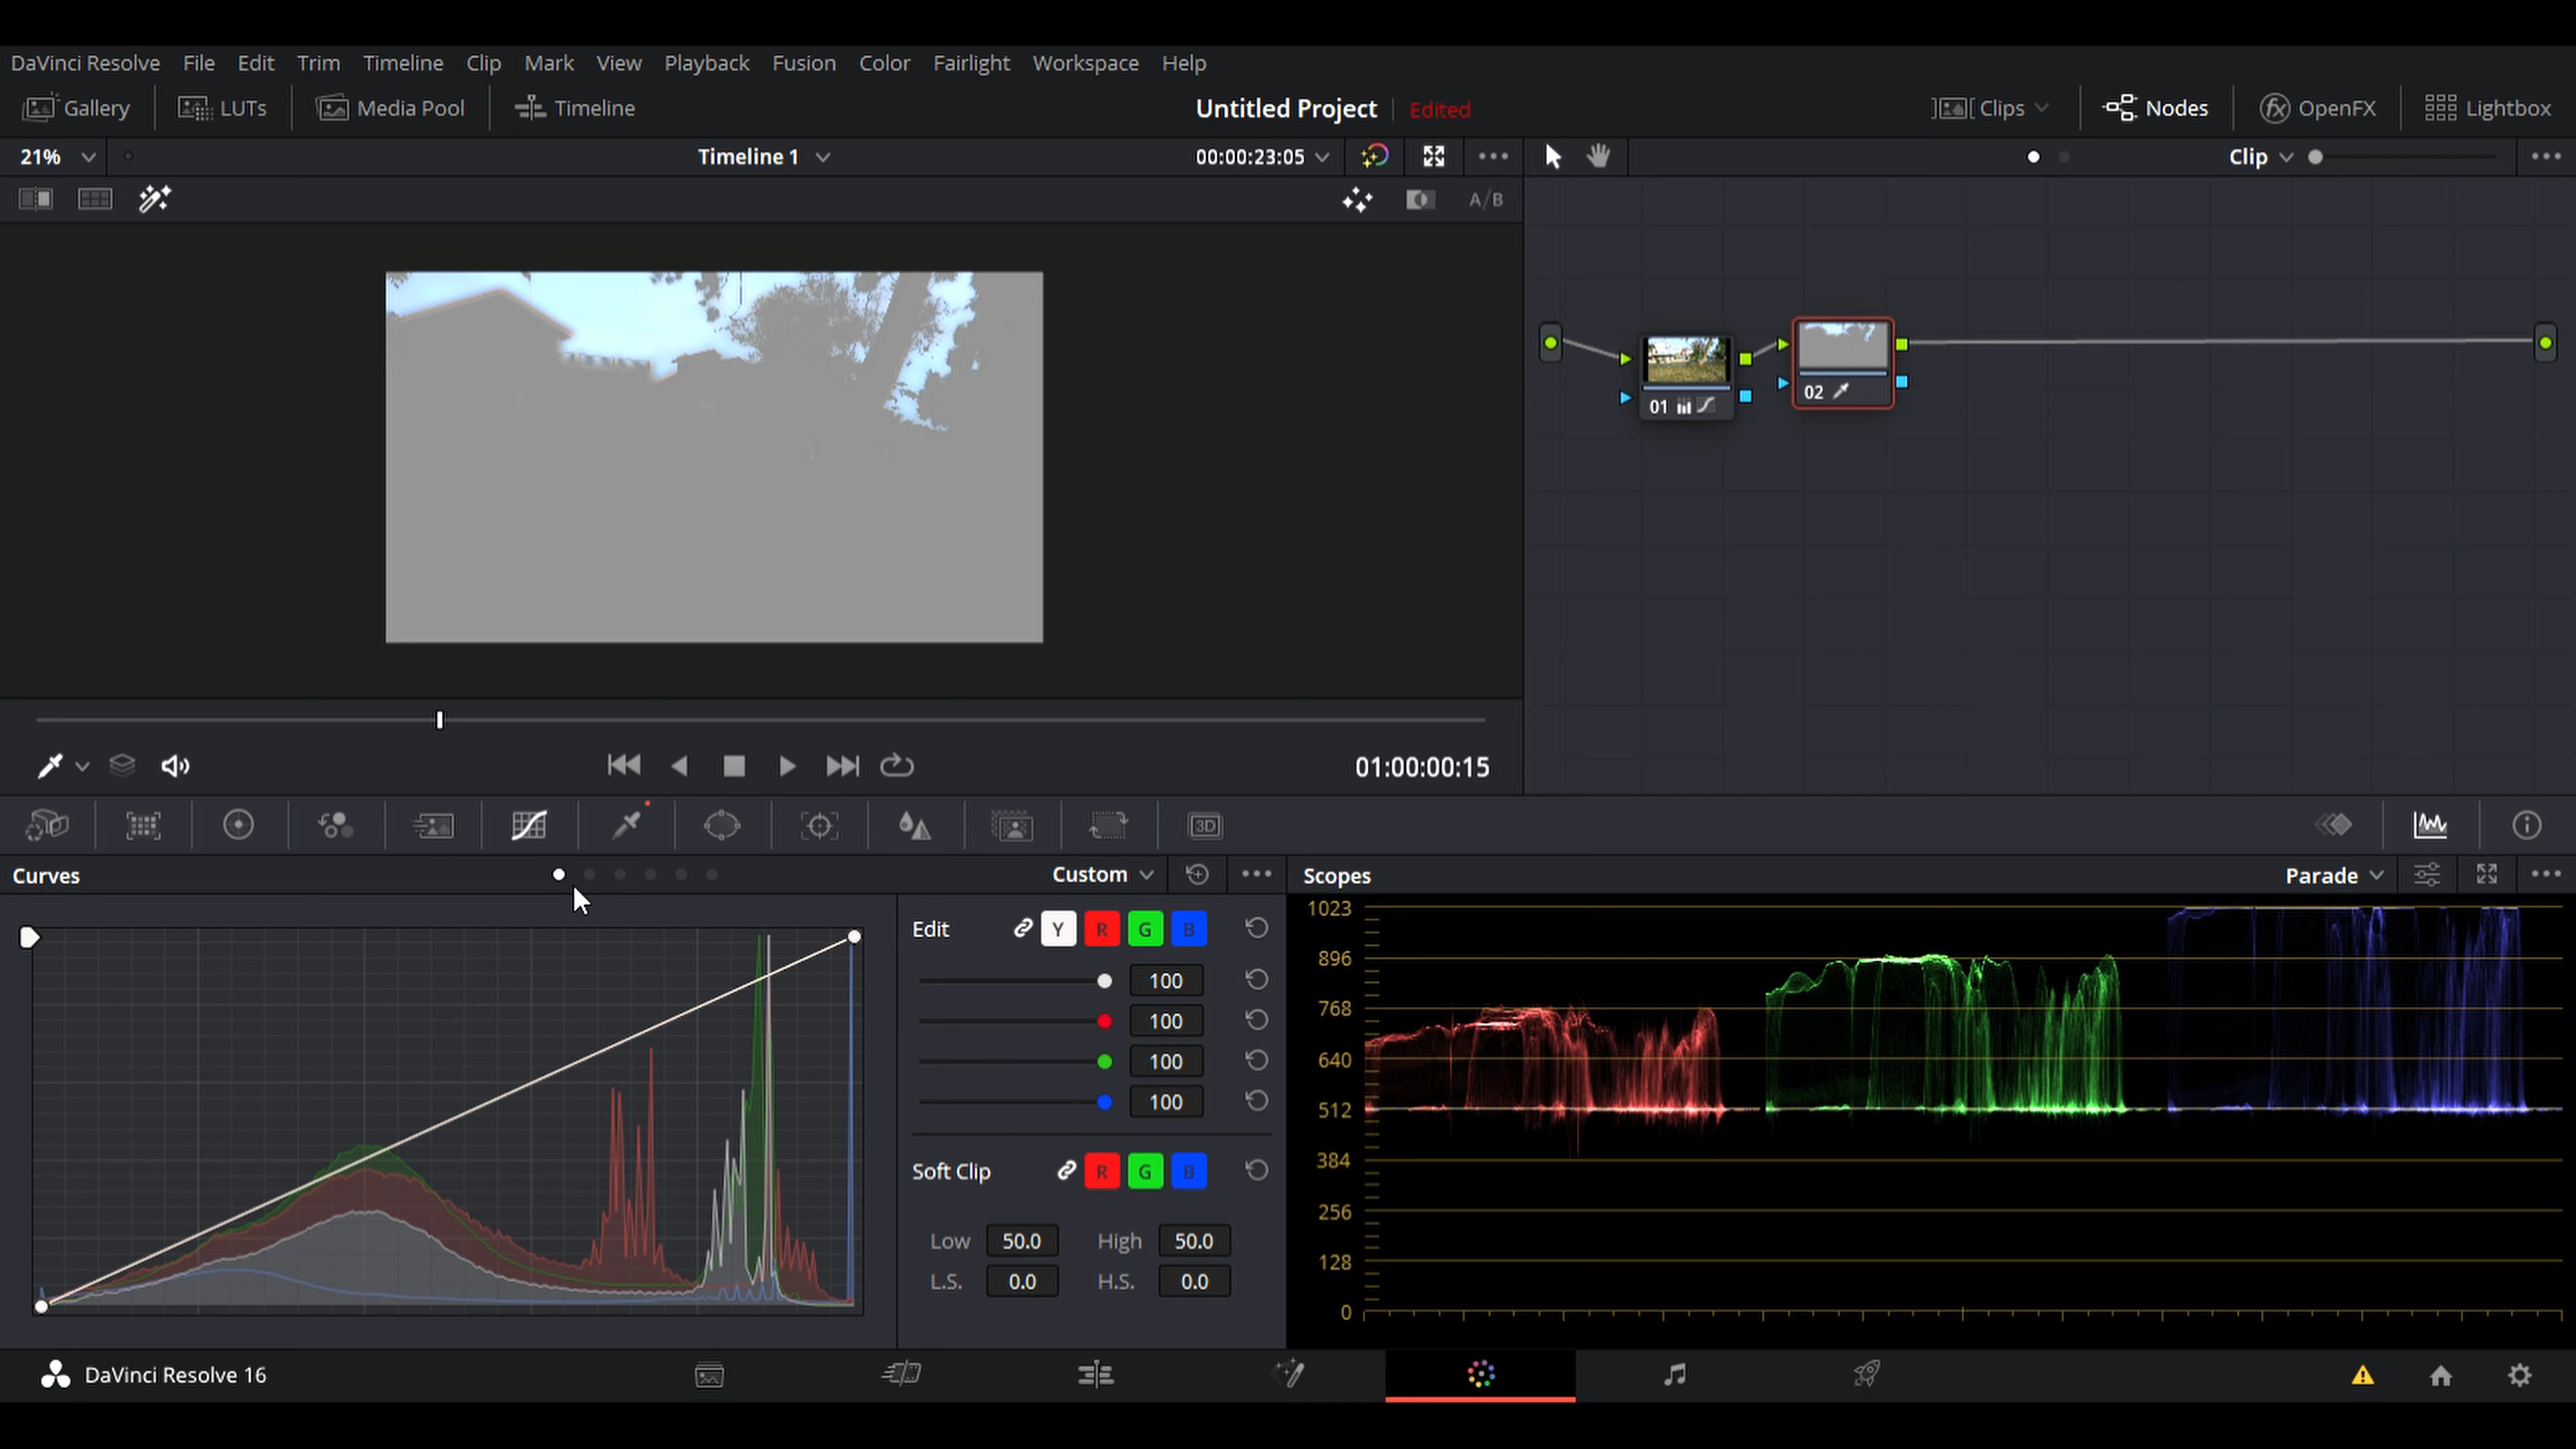 DaVinci Resolve File Edit Trim Timeline Clip Mark View Playback Fusion Color Fairlight Workspace Help
Gallery LUTs Media Pool Timeline Untitled Project Edited Clips Nodes OpenFX Lightbox
21% Timeline 1 00:00:23:05 Clip
A/B
01 02
01:00:00:15
3D
Curves Custom Scopes Parade
Edit Y R G B
100
100
100
100
Soft Clip R G B
Low 50.0 High 50.0
L.S. 0.0 H.S. 0.0
1023
896
768
640
512
384
256
128
0
DaVinci Resolve 16